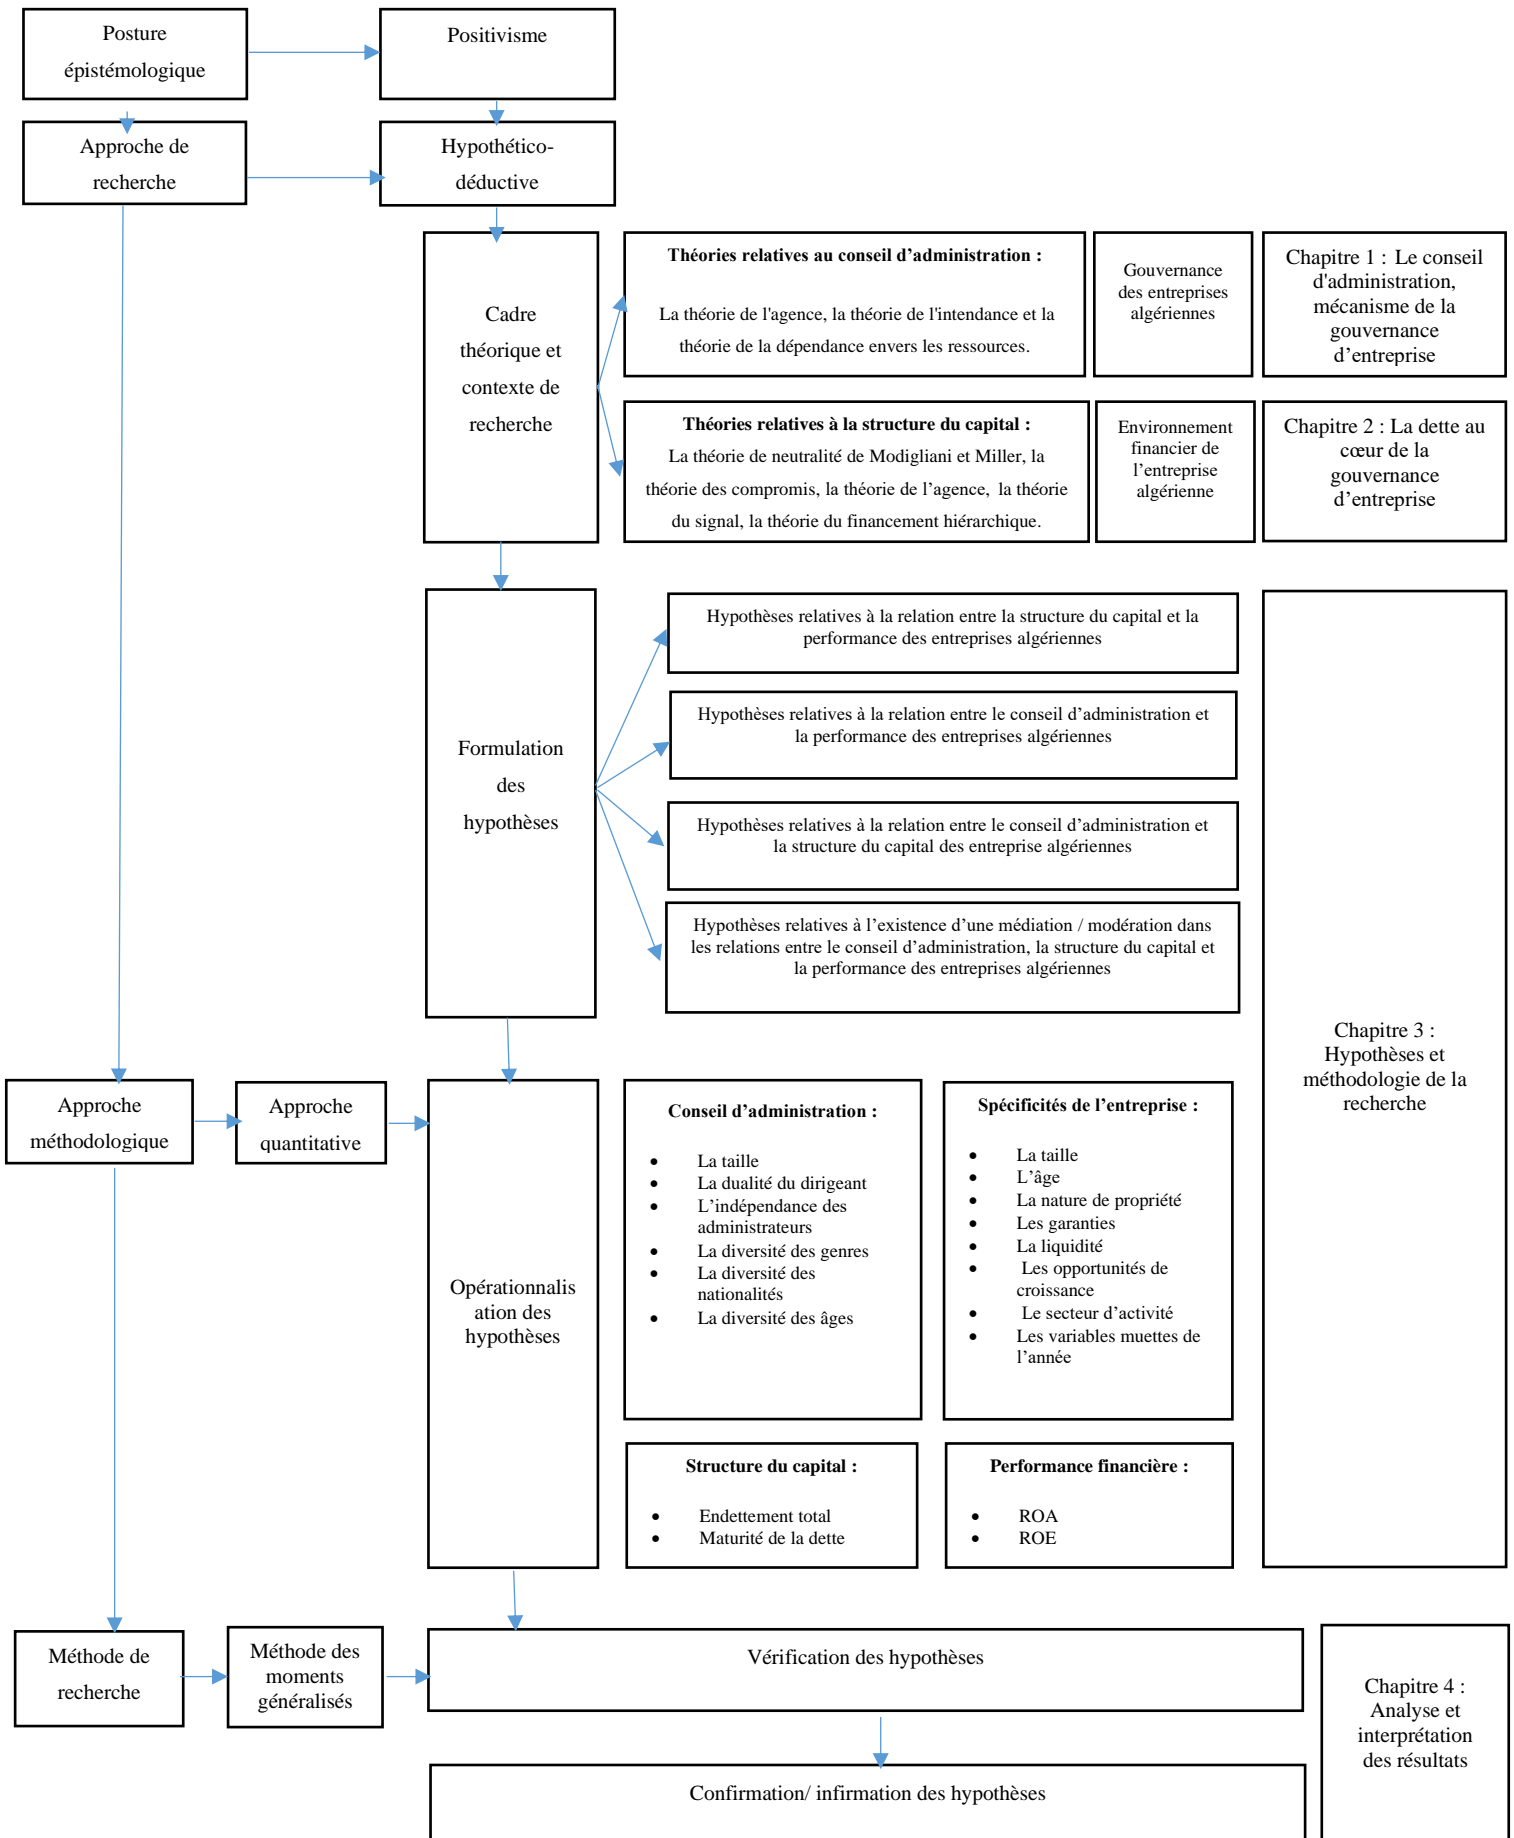 Posture
épistémologique
Positivisme
Approche de
recherche
Hypothético-
déductive
Cadre
théorique et
contexte de
recherche
Théories relatives au conseil d’administration :
La théorie de l'agence, la théorie de l'intendance et la
théorie de la dépendance envers les ressources.
Gouvernance
des entreprises
algériennes
Chapitre 1 : Le conseil
d'administration,
mécanisme de la
gouvernance
d’entreprise
Théories relatives à la structure du capital :
La théorie de neutralité de Modigliani et Miller, la
théorie des compromis, la théorie de l’agence, la théorie
du signal, la théorie du financement hiérarchique.
Environnement
financier de
l’entreprise
algérienne
Chapitre 2 : La dette au
cœur de la
gouvernance
d’entreprise
Formulation
des
hypothèses
Hypothèses relatives à la relation entre la structure du capital et la
performance des entreprises algériennes
Hypothèses relatives à la relation entre le conseil d’administration et
la performance des entreprises algériennes
Hypothèses relatives à la relation entre le conseil d’administration et
la structure du capital des entreprise algériennes
Hypothèses relatives à l’existence d’une médiation / modération dans
les relations entre le conseil d’administration, la structure du capital et
la performance des entreprises algériennes
Chapitre 3 :
Hypothèses et
méthodologie de la
recherche
Approche
méthodologique
Approche
quantitative
Opérationnalis
ation des
hypothèses
Conseil d’administration :
• La taille
• La dualité du dirigeant
• L’indépendance des
administrateurs
• La diversité des genres
• La diversité des
nationalités
• La diversité des âges
Spécificités de l’entreprise :
• La taille
• L’âge
• La nature de propriété
• Les garanties
• La liquidité
• Les opportunités de
croissance
• Le secteur d’activité
• Les variables muettes de
l’année
Structure du capital :
• Endettement total
• Maturité de la dette
Performance financière :
• ROA
• ROE
Méthode de
recherche
Méthode des
moments
généralisés
Vérification des hypothèses
Chapitre 4 :
Analyse et
interprétation
des résultats
Confirmation/ infirmation des hypothèses